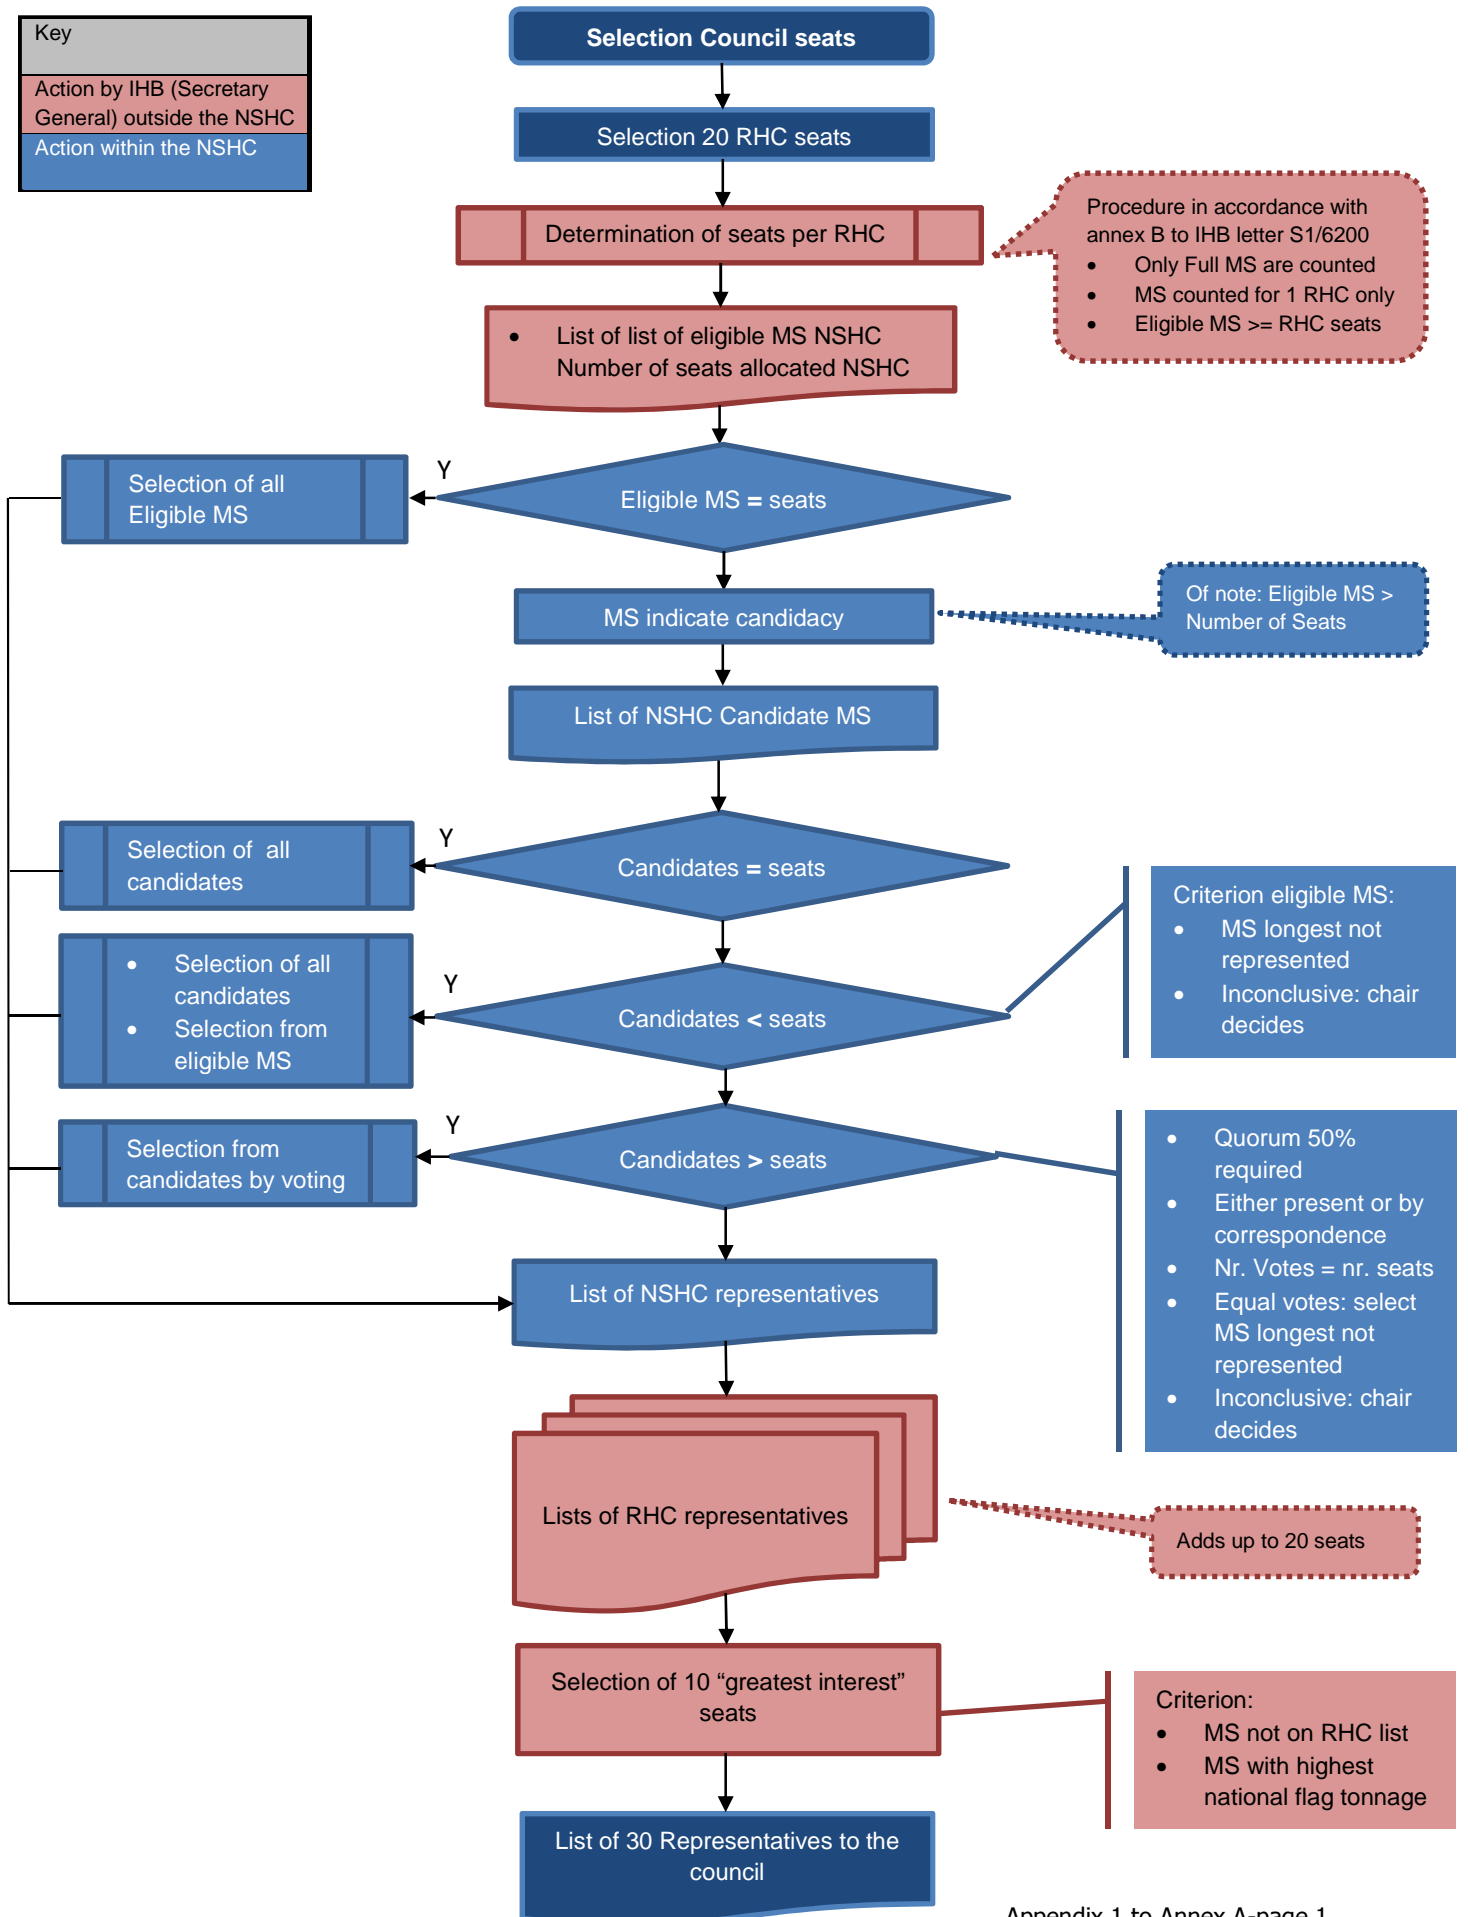 Key
Action by IHB (Secretary
General) outside the NSHC
Action within the NSHC
Selection Council seats
Selection 20 RHC seats
Determination of seats per RHC
Procedure in accordance with
annex B to IHB letter S1/6200
• Only Full MS are counted
• MS counted for 1 RHC only
• Eligible MS >= RHC seats
• List of list of eligible MS NSHC
Number of seats allocated NSHC
Eligible MS = seats
Y
Selection of all
Eligible MS
MS indicate candidacy
Of note: Eligible MS >
Number of Seats
List of NSHC Candidate MS
Candidates = seats
Y
Selection of all
candidates
Candidates < seats
Y
• Selection of all
candidates
• Selection from
eligible MS
Criterion eligible MS:
• MS longest not
represented
• Inconclusive: chair
decides
Candidates > seats
Y
Selection from
candidates by voting
• Quorum 50%
required
• Either present or by
correspondence
• Nr. Votes = nr. seats
• Equal votes: select
MS longest not
represented
• Inconclusive: chair
decides
List of NSHC representatives
Lists of RHC representatives
Adds up to 20 seats
Selection of 10 “greatest interest”
seats
Criterion:
• MS not on RHC list
• MS with highest
national flag tonnage
List of 30 Representatives to the
council
Appendix 1 to Annex A-page 1